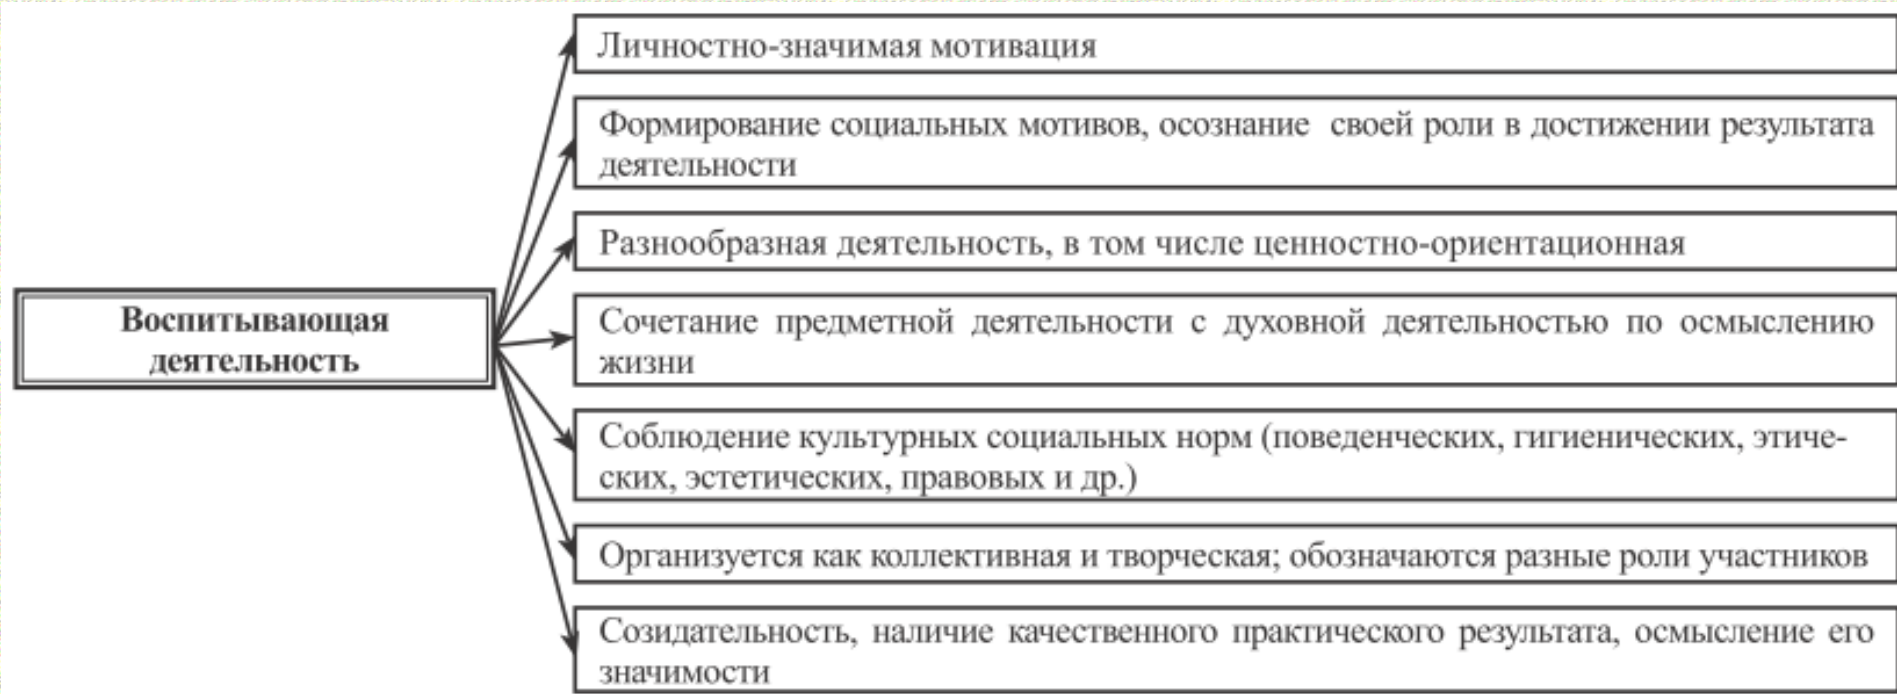 Личностно-значимая мотивация
Формирование социальных мотивов, осознание своей роли в достижении результата
деятельности
Разнообразная деятельность, в том числе ценностно-ориентационная
Воспитывающая
деятельность
Сочетание предметной деятельности с духовной деятельностью по осмыслению
жизни
Соблюдение культурных социальных норм (поведенческих, гигиенических, этиче-
ских, эстетических, правовых и др.)
Организуется как коллективная и творческая; обозначаются разные роли участников
Созидательность, наличие качественного практического результата, осмысление его
значимости